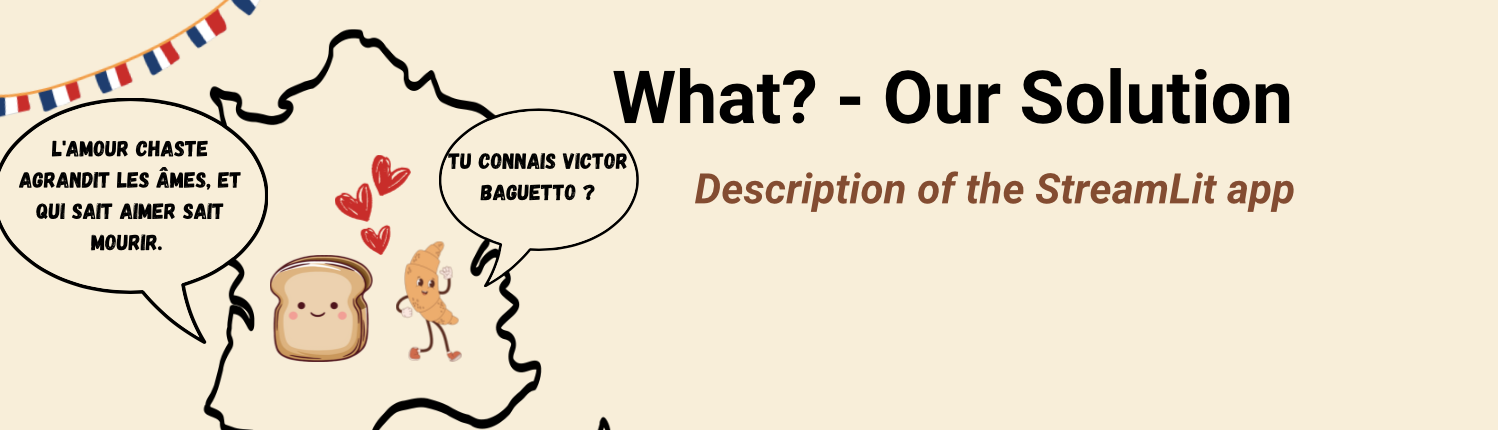 What? - Our Solution
Description of the StreamLit app
L'AMOUR CHASTE
AGRANDIT LES ÂMES, ET
QUI SAIT AIMER SAIT
MOURIR.
TU CONNAIS VICTOR
BAGUETTO ?